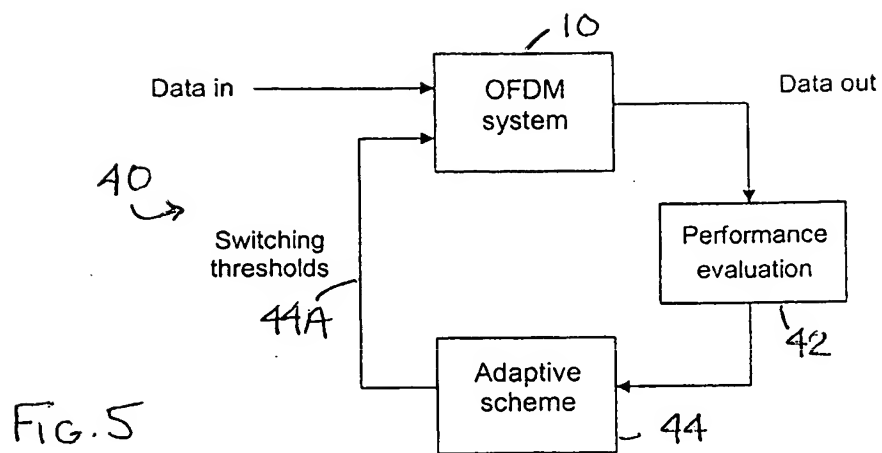 10
Data in
OFDM
system
Data out
40
Switching
thresholds
44A
Performance
evaluation
42
Adaptive
scheme
44
FIG. 5